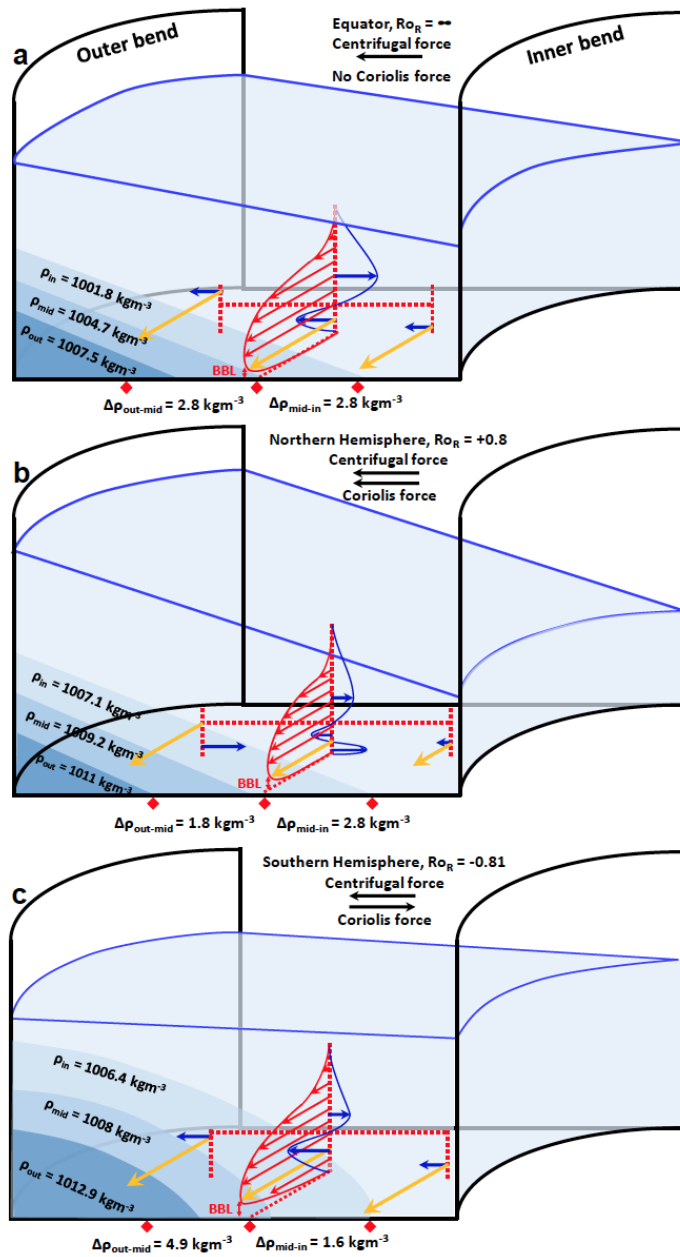 a
Outer bend
Equator, Ro_R = ∞
Centrifugal force
No Coriolis force
Inner bend
ρ_in = 1001.8 kgm⁻³
ρ_mid = 1004.7 kgm⁻³
ρ_out = 1007.5 kgm⁻³
BBL
Δρ_out-mid = 2.8 kgm⁻³
Δρ_mid-in = 2.8 kgm⁻³
b
Northern Hemisphere, Ro_R = +0.8
Centrifugal force
Coriolis force
ρ_in = 1007.1 kgm⁻³
ρ_mid = 1009.2 kgm⁻³
ρ_out = 1011 kgm⁻³
BBL
Δρ_out-mid = 1.8 kgm⁻³
Δρ_mid-in = 2.8 kgm⁻³
c
Southern Hemisphere, Ro_R = -0.81
Centrifugal force
Coriolis force
ρ_in = 1006.4 kgm⁻³
ρ_mid = 1008 kgm⁻³
ρ_out = 1012.9 kgm⁻³
BBL
Δρ_out-mid = 4.9 kgm⁻³
Δρ_mid-in = 1.6 kgm⁻³